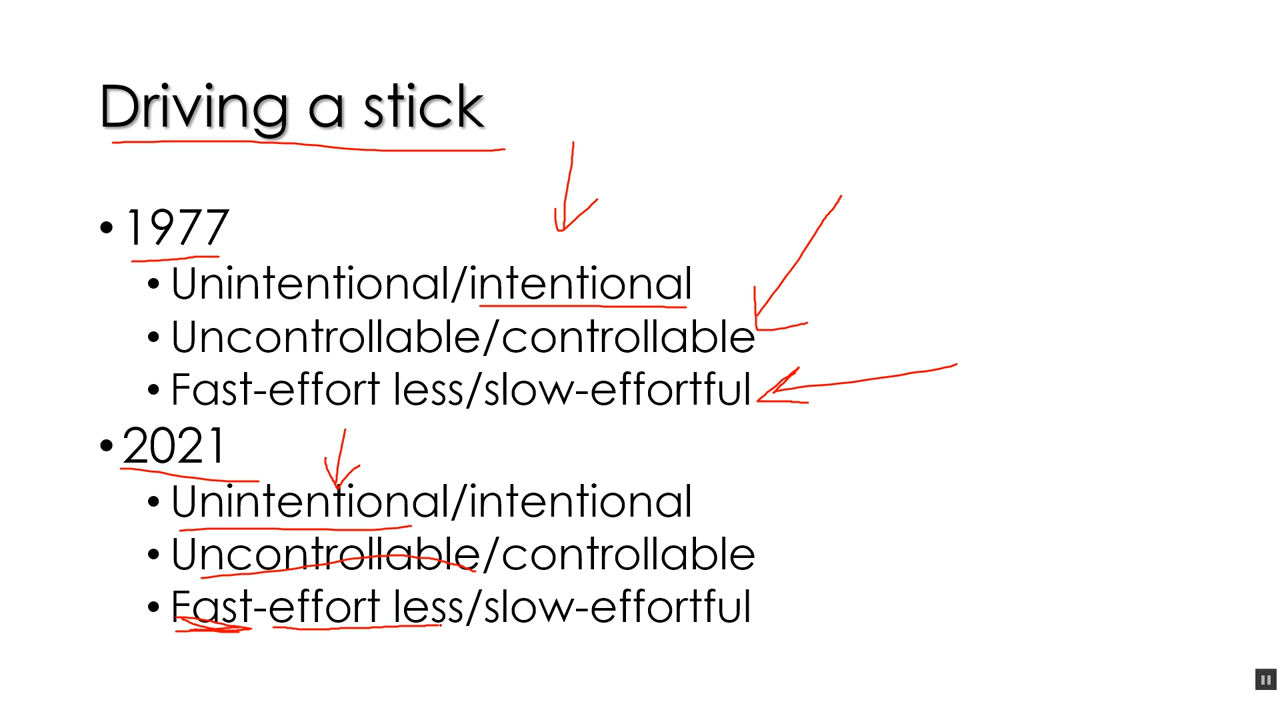 Driving a stick
• 1977
• Unintentional/intentional
• Uncontrollable/controllable
• Fast-effort less/slow-effortful
• 2021
• Unintentional/intentional
• Uncontrollable/controllable
• Fast-effort less/slow-effortful